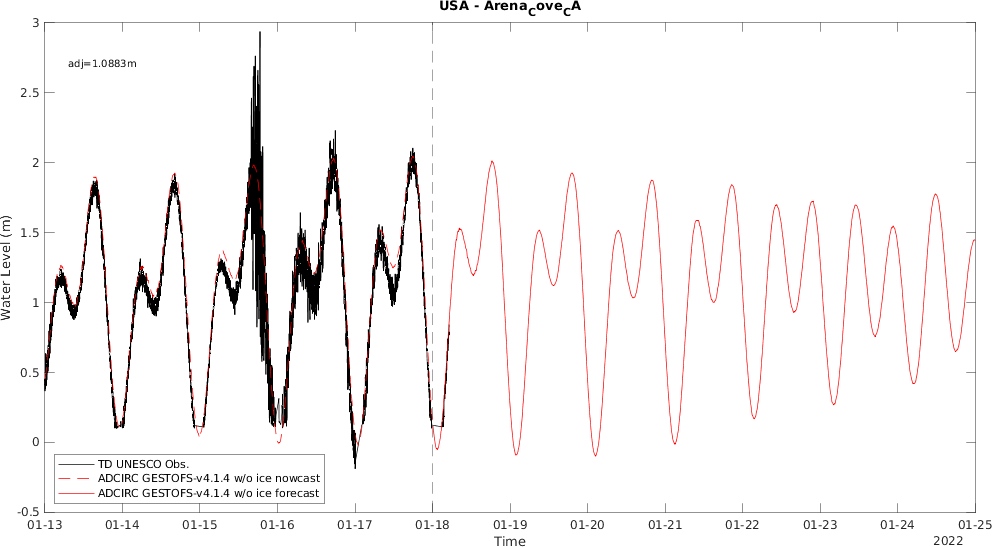 USA - ArenaCoveCA
adj=1.0883m
3
2.5
2
1.5
1
0.5
0
-0.5
Water Level (m)
TD UNESCO Obs.
ADCIRC GESTOFS-v4.1.4 w/o ice nowcast
ADCIRC GESTOFS-v4.1.4 w/o ice forecast
01-13 01-14 01-15 01-16 01-17 01-18 01-19 01-20 01-21 01-22 01-23 01-24 01-25
Time
2022